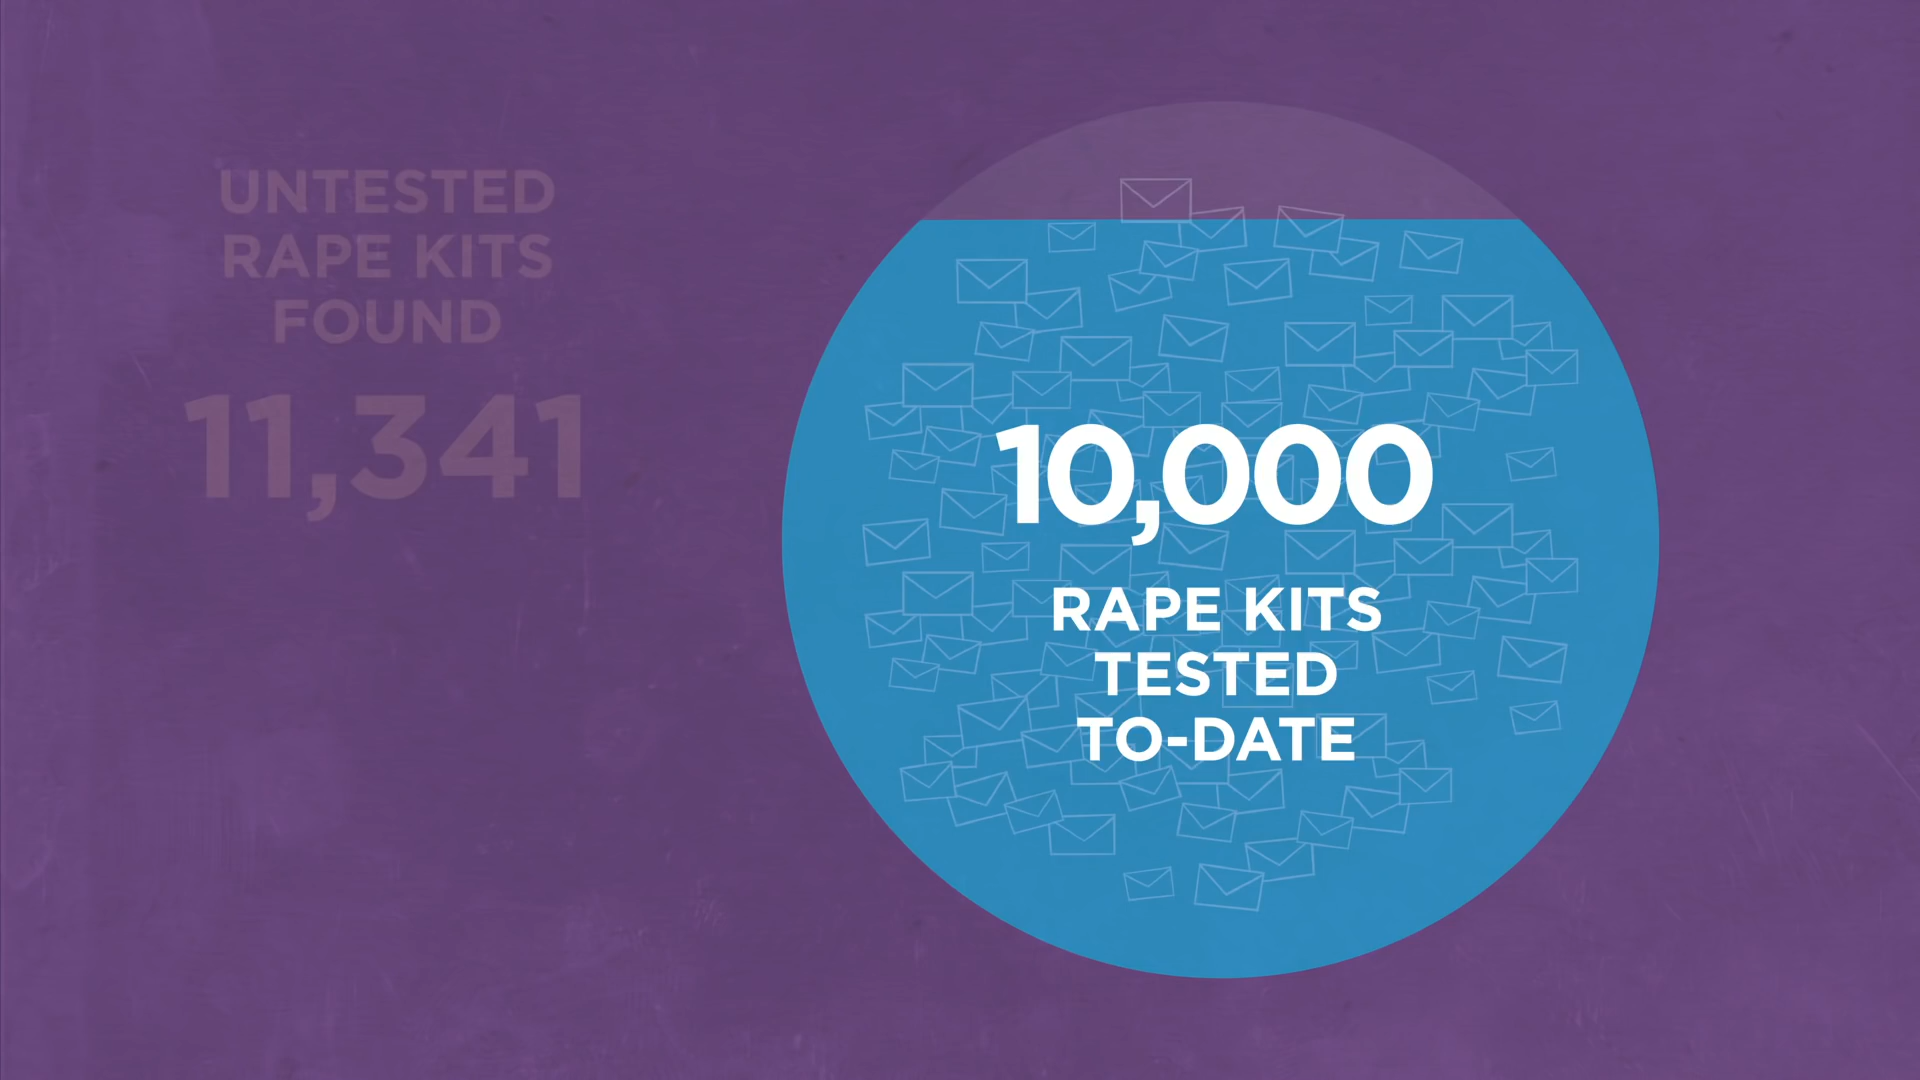 UNTESTED
RAPE KITS
FOUND
11,341
10,000
RAPE KITS
TESTED
TO-DATE